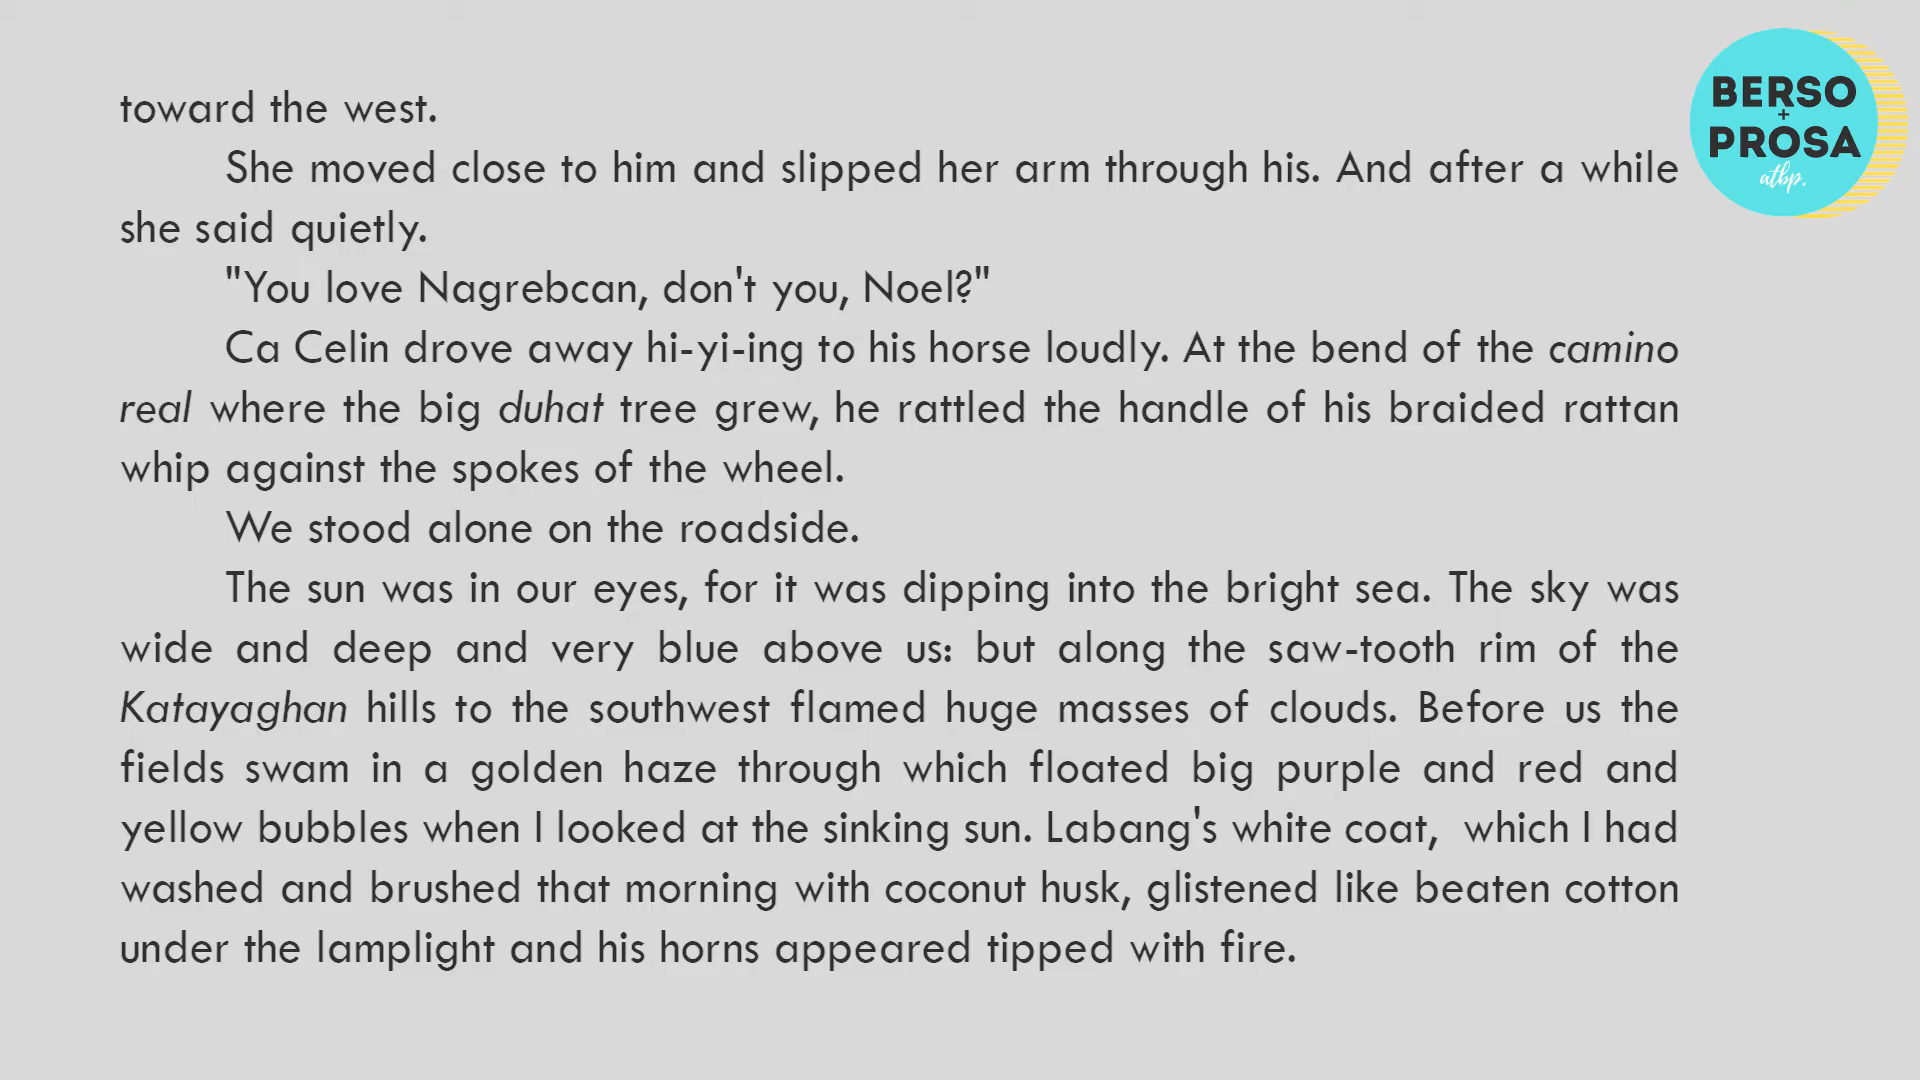 toward the west.
She moved close to him and slipped her arm through his. And after a while
she said quietly.
"You love Nagrebcan, don't you, Noel?"
Ca Celin drove away hi-yi-ing to his horse loudly. At the bend of the camino
real where the big duhat tree grew, he rattled the handle of his braided rattan
whip against the spokes of the wheel.
We stood alone on the roadside.
The sun was in our eyes, for it was dipping into the bright sea. The sky was
wide and deep and very blue above us: but along the saw-tooth rim of the
Katayaghan hills to the southwest flamed huge masses of clouds. Before us the
fields swam in a golden haze through which floated big purple and red and
yellow bubbles when I looked at the sinking sun. Labang's white coat, which I had
washed and brushed that morning with coconut husk, glistened like beaten cotton
under the lamplight and his horns appeared tipped with fire.
BERSO
+
PROSA
atbp.